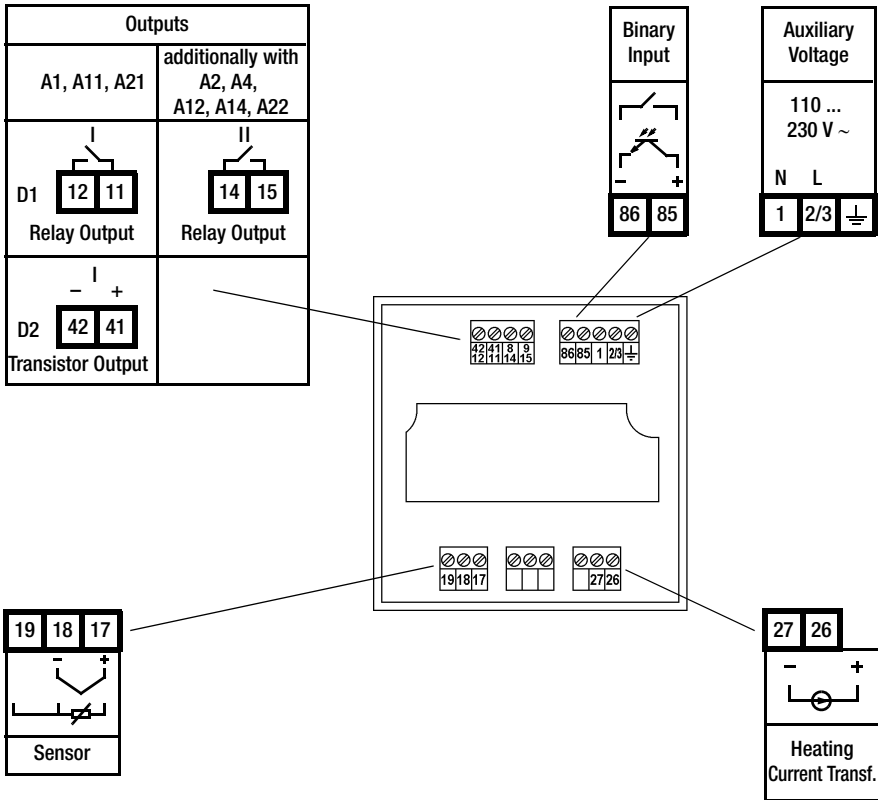 Outputs
A1, A11, A21
additionally with
A2, A4,
A12, A14, A22
I
D1 12 11
Relay Output
II
14 15
Relay Output
I
– +
D2 42 41
Transistor Output
Binary
Input
– +
86 85
Auxiliary
Voltage
110 ...
230 V ~
N L
1 2/3
42 41 8 9
12 11 14 15
86 85 1 2/3
19 18 17
27 26
19 18 17
– +
Sensor
27 26
– +
Heating
Current Transf.